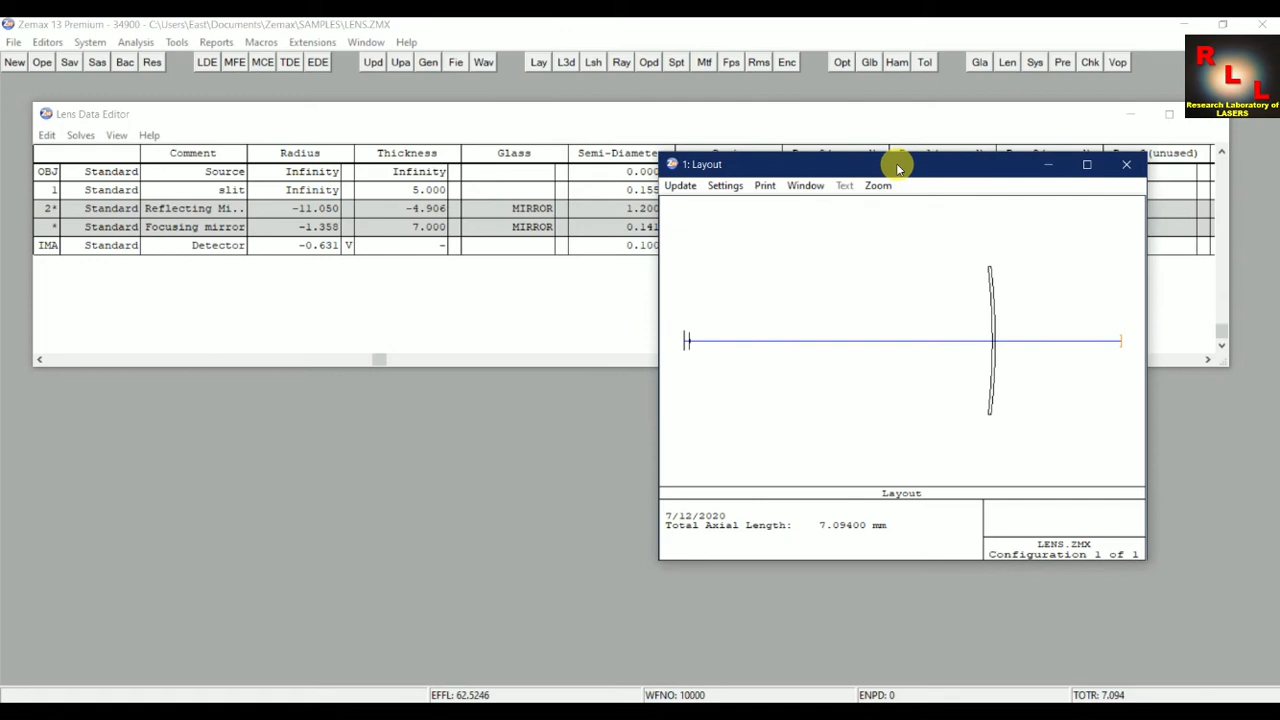 Zemax 13 Premium - 34900 - C:\Users\East\Documents\Zemax\SAMPLES\LENS.ZMX
File Editors System Analysis Tools Reports Macros Extensions Window Help
New Ope Sav Sas Bac Res LDE MFE MCE TDE EDE Upd Upa Gen Fie Wav Lay L3d Lsh Ray Opd Spt Mtf Fps Rms Enc Opt Glb Ham Tol Gla Len Sys Pre Chk Vop
R
L
L
Research Laboratory of
LASERS
Lens Data Editor
Edit Solves View Help
Comment Radius Thickness Glass Semi-Diamete (unused)
OBJ Standard Source Infinity Infinity 0.000
1 Standard slit Infinity 5.000 0.155
2* Standard Reflecting Mi.. -11.050 -4.906 MIRROR 1.200
* Standard Focusing mirror -1.358 7.000 MIRROR 0.141
IMA Standard Detector -0.631 V - 0.100
1: Layout
Update Settings Print Window Text Zoom
Layout
7/12/2020
Total Axial Length: 7.09400 mm
LENS.ZMX
Configuration 1 of 1
EFFL: 62.5246 WFNO: 10000 ENPD: 0 TOTR: 7.094